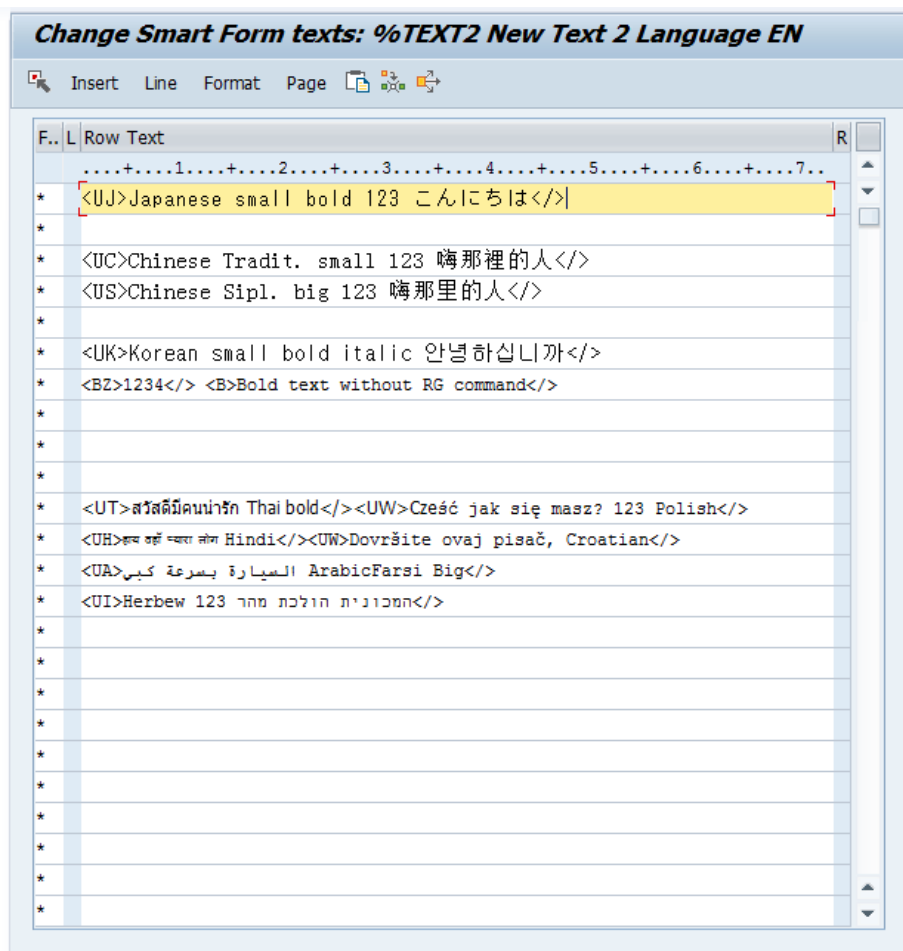 Change Smart Form texts: %TEXT2 New Text 2 Language EN
Insert Line Format Page
F.. L Row Text R
....+....1....+....2....+....3....+....4....+....5....+....6....+....7..
* <UJ>Japanese small bold 123 こんにちは</>
*
* <UC>Chinese Tradit. small 123 嗨那裡的人</>
* <US>Chinese Sipl. big 123 嗨那里的人</>
*
* <UK>Korean small bold italic 안녕하십니까</>
* <BZ>1234</> <B>Bold text without RG command</>
*
*
*
* <UT>สวัสดีมีคนน่ารัก Thai bold</><UW>Cześć jak się masz? 123 Polish</>
* <UH>हाय वहाँ प्यारा लोग Hindi</><UW>Dovršite ovaj pisač, Croatian</>
* <UA>السيارة بسرعة كبي ArabicFarsi Big</>
* <UI>Herbew 123 המכונית הולכת מהר</>
*
*
*
*
*
*
*
*
*
*